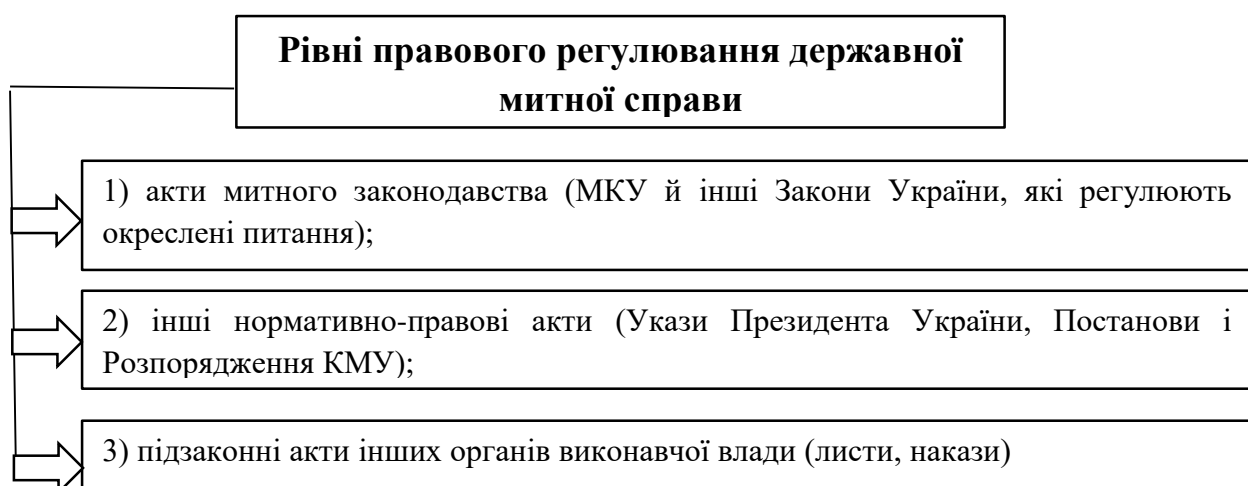 Рівні правового регулювання державної
митної справи
1) акти митного законодавства (МКУ й інші Закони України, які регулюють
окреслені питання);
2) інші нормативно-правові акти (Укази Президента України, Постанови і
Розпорядження КМУ);
3) підзаконні акти інших органів виконавчої влади (листи, накази)